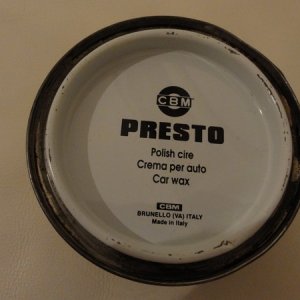 CBM
PRESTO
Polish cire
Crema per auto
Car wax
CBM
BRUNELLO (VA) ITALY
Made in Italy